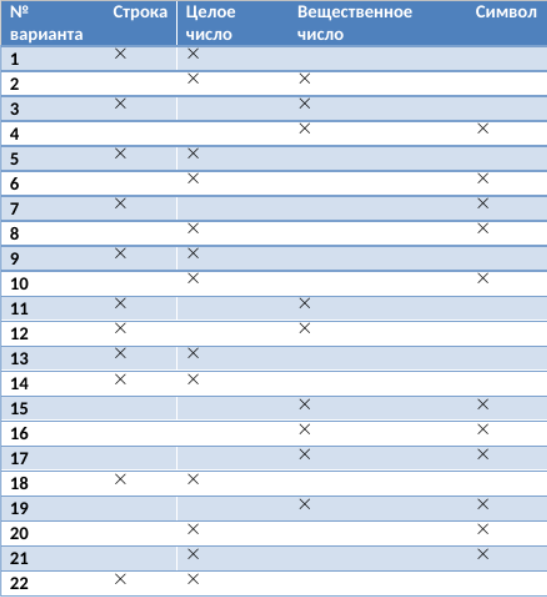 № варианта Строка Целое число Вещественное число Символ
1 × ×
2 × ×
3 × ×
4 × ×
5 × ×
6 × ×
7 × ×
8 × ×
9 × ×
10 × ×
11 × ×
12 × ×
13 × ×
14 × ×
15 × ×
16 × ×
17 × ×
18 × ×
19 × ×
20 × ×
21 × ×
22 × ×